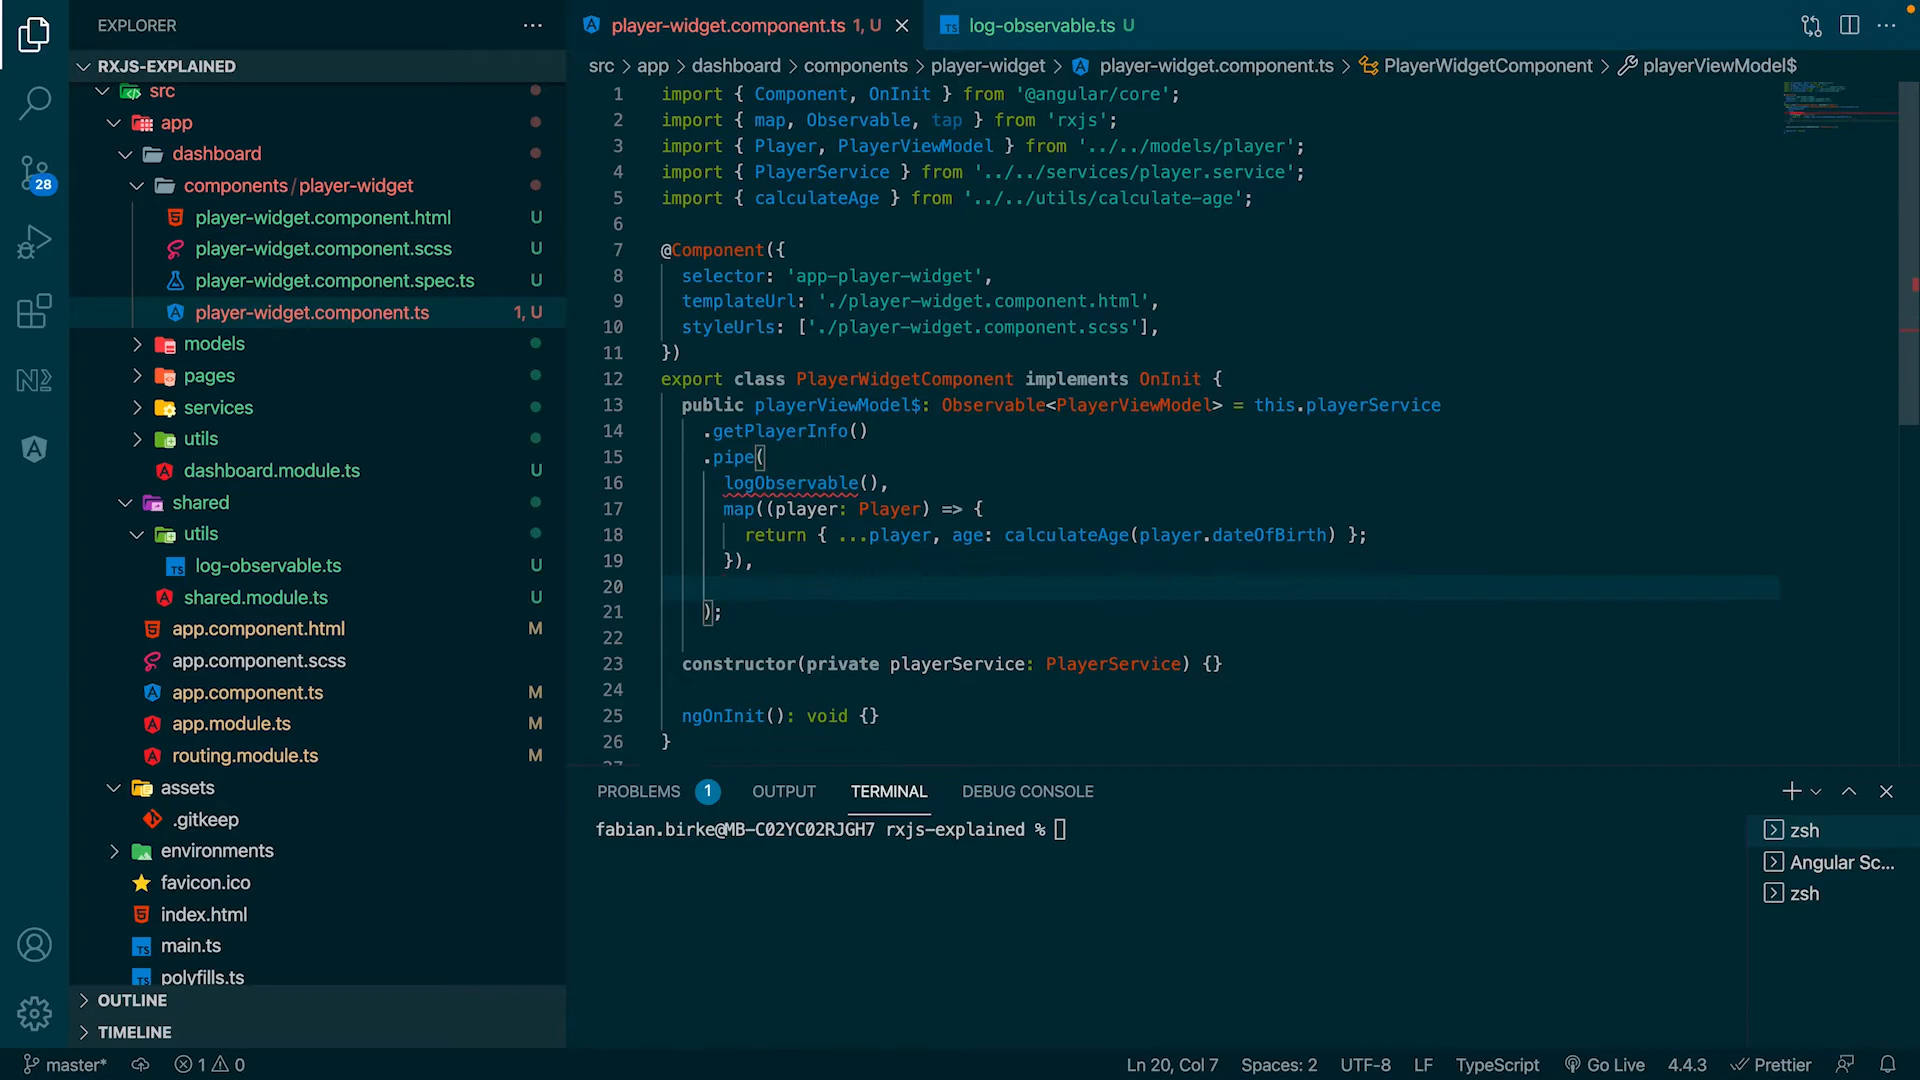 EXPLORER
RXJS-EXPLAINED
src
app
dashboard
components / player-widget
player-widget.component.html U
player-widget.component.scss U
player-widget.component.spec.ts U
player-widget.component.ts 1, U
models
pages
services
utils
dashboard.module.ts U
shared
utils
log-observable.ts U
shared.module.ts U
app.component.html M
app.component.scss
app.component.ts M
app.module.ts M
routing.module.ts M
assets
.gitkeep
environments
favicon.ico
index.html
main.ts
polyfills.ts
OUTLINE
TIMELINE
28
player-widget.component.ts 1, U
log-observable.ts U
src > app > dashboard > components > player-widget > player-widget.component.ts > PlayerWidgetComponent > playerViewModel$
1 import { Component, OnInit } from '@angular/core';
2 import { map, Observable, tap } from 'rxjs';
3 import { Player, PlayerViewModel } from '../../models/player';
4 import { PlayerService } from '../../services/player.service';
5 import { calculateAge } from '../../utils/calculate-age';
6
7 @Component({
8 selector: 'app-player-widget',
9 templateUrl: './player-widget.component.html',
10 styleUrls: ['./player-widget.component.scss'],
11 })
12 export class PlayerWidgetComponent implements OnInit {
13 public playerViewModel$: Observable<PlayerViewModel> = this.playerService
14 .getPlayerInfo()
15 .pipe(
16 logObservable(),
17 map((player: Player) => {
18 return { ...player, age: calculateAge(player.dateOfBirth) };
19 }),
20
21 );
22
23 constructor(private playerService: PlayerService) {}
24
25 ngOnInit(): void {}
26 }
27
PROBLEMS 1 OUTPUT TERMINAL DEBUG CONSOLE
fabian.birke@MB-C02YC02RJGH7 rxjs-explained %
zsh
Angular Sc...
zsh
master* 1 0 Ln 20, Col 7 Spaces: 2 UTF-8 LF TypeScript Go Live 4.4.3 Prettier